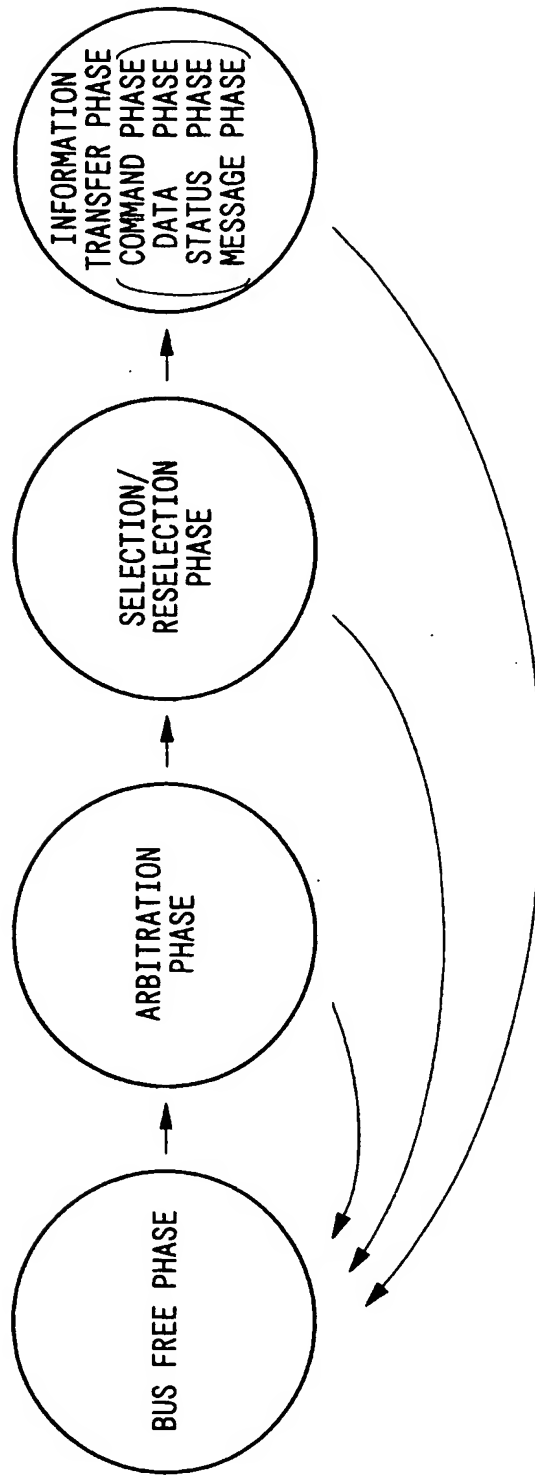 BUS FREE PHASE
ARBITRATION
PHASE
SELECTION/
RESELECTION
PHASE
INFORMATION
TRANSFER PHASE
COMMAND PHASE
DATA PHASE
STATUS PHASE
MESSAGE PHASE